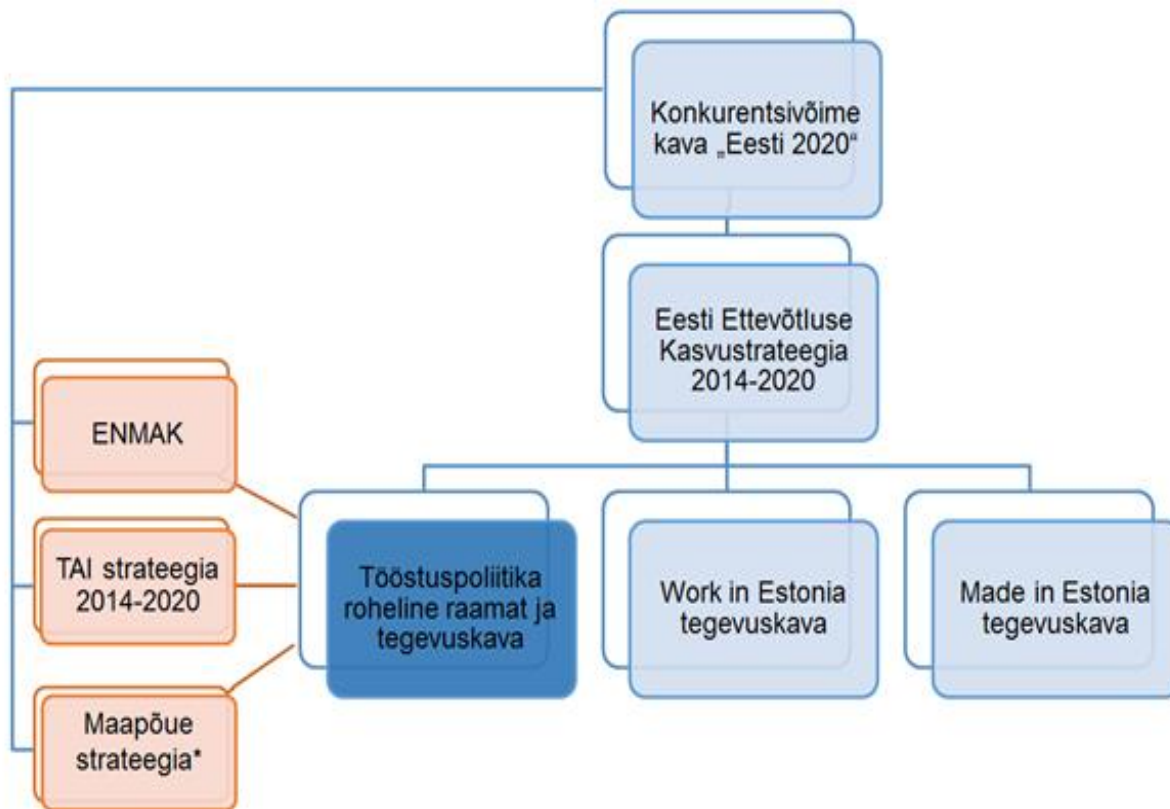 Konkurentsivõime
kava „Eesti 2020“
Eesti Ettevõtluse
Kasvustrateegia
2014-2020
ENMAK
TAI strateegia
2014-2020
Maapõue
strateegia*
Tööstuspoliitika
roheline raamat ja
tegevuskava
Work in Estonia
tegevuskava
Made in Estonia
tegevuskava